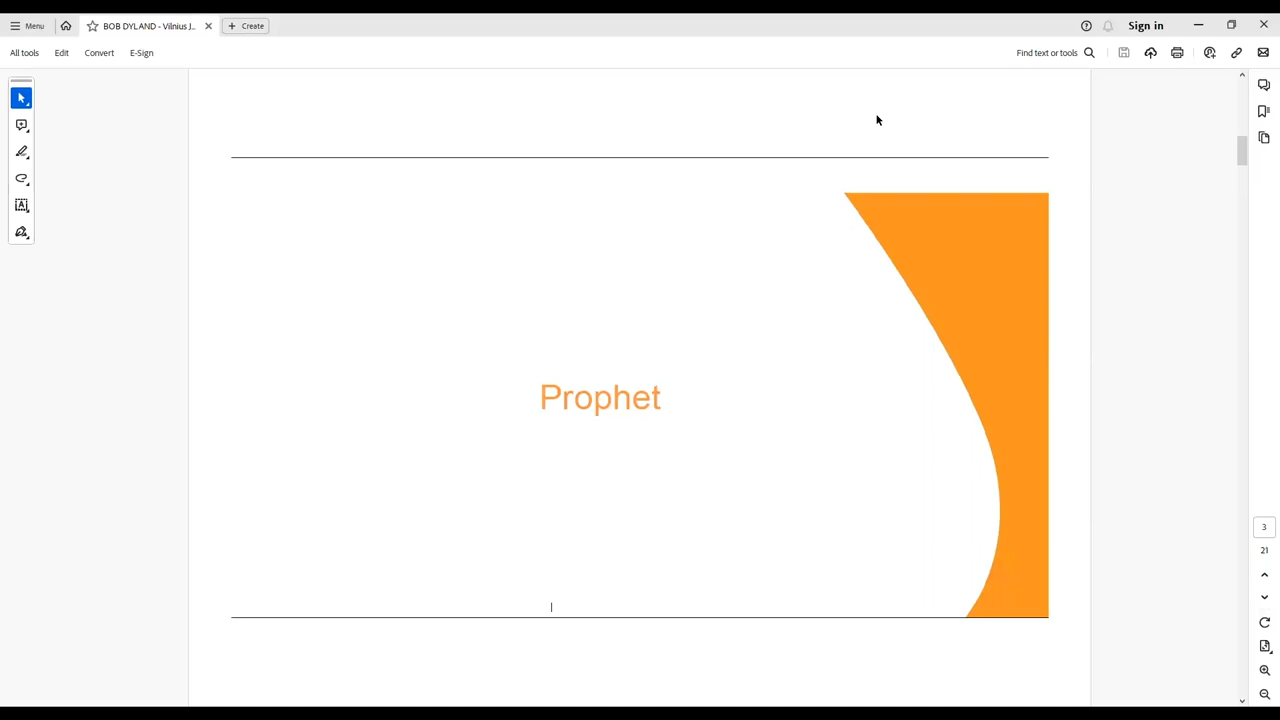 Menu
BOB DYLAND - Vilnius J...
Create
Sign in
All tools
Edit
Convert
E-Sign
Find text or tools
Prophet
3
21